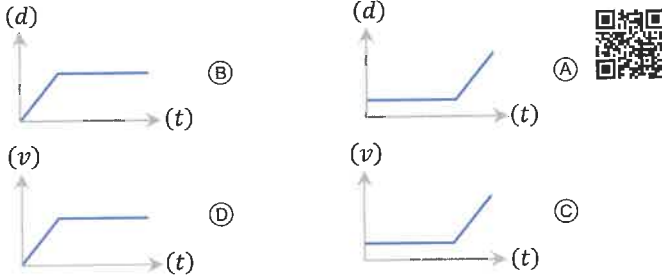 (d) (d)
Ⓑ Ⓐ
(t) (t)
(v) (v)
Ⓓ Ⓒ
(t) (t)